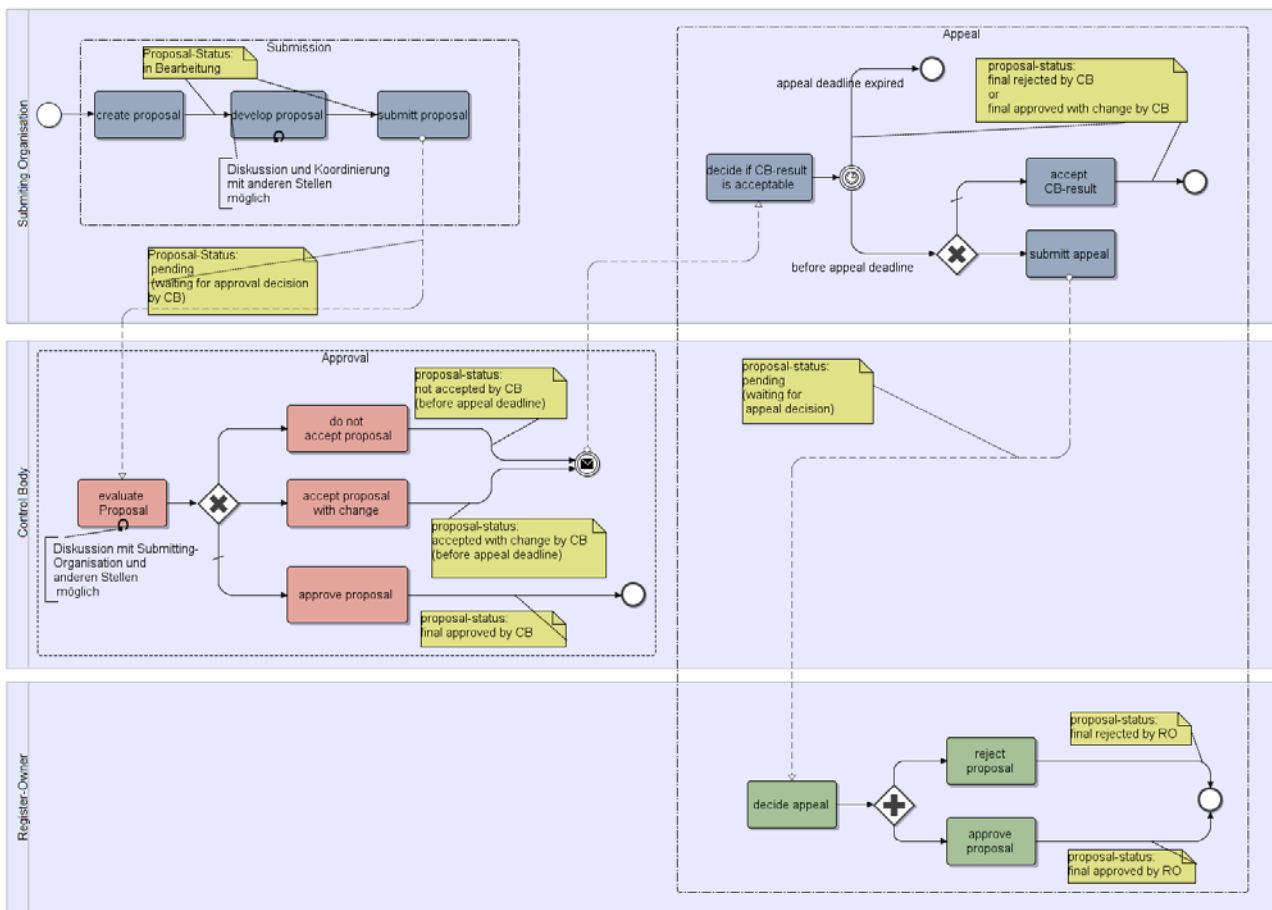 Submiting Organisation
Submission
Proposal-Status:
in Bearbeitung
create proposal
develop proposal
submitt proposal
Diskussion und Koordinierung
mit anderen Stellen
möglich
Proposal-Status:
pending
(waiting for approval decision
by CB)
Appeal
appeal deadline expired
proposal-status:
final rejected by CB
or
final approved with change by CB
decide if CB-result
is acceptable
accept
CB-result
submitt appeal
before appeal deadline
Control Body
Approval
proposal-status:
not accepted by CB
(before appeal deadline)
do not
accept proposal
evaluate
Proposal
accept proposal
with change
proposal-status:
accepted with change by CB
(before appeal deadline)
Diskussion mit Submitting-
Organisation und
anderen Stellen
möglich
approve proposal
proposal-status:
final approved by CB
proposal-status:
pending
(waiting for
appeal decision)
Register-Owner
proposal-status:
final rejected by RO
reject
proposal
decide appeal
approve
proposal
proposal-status:
final approved by RO